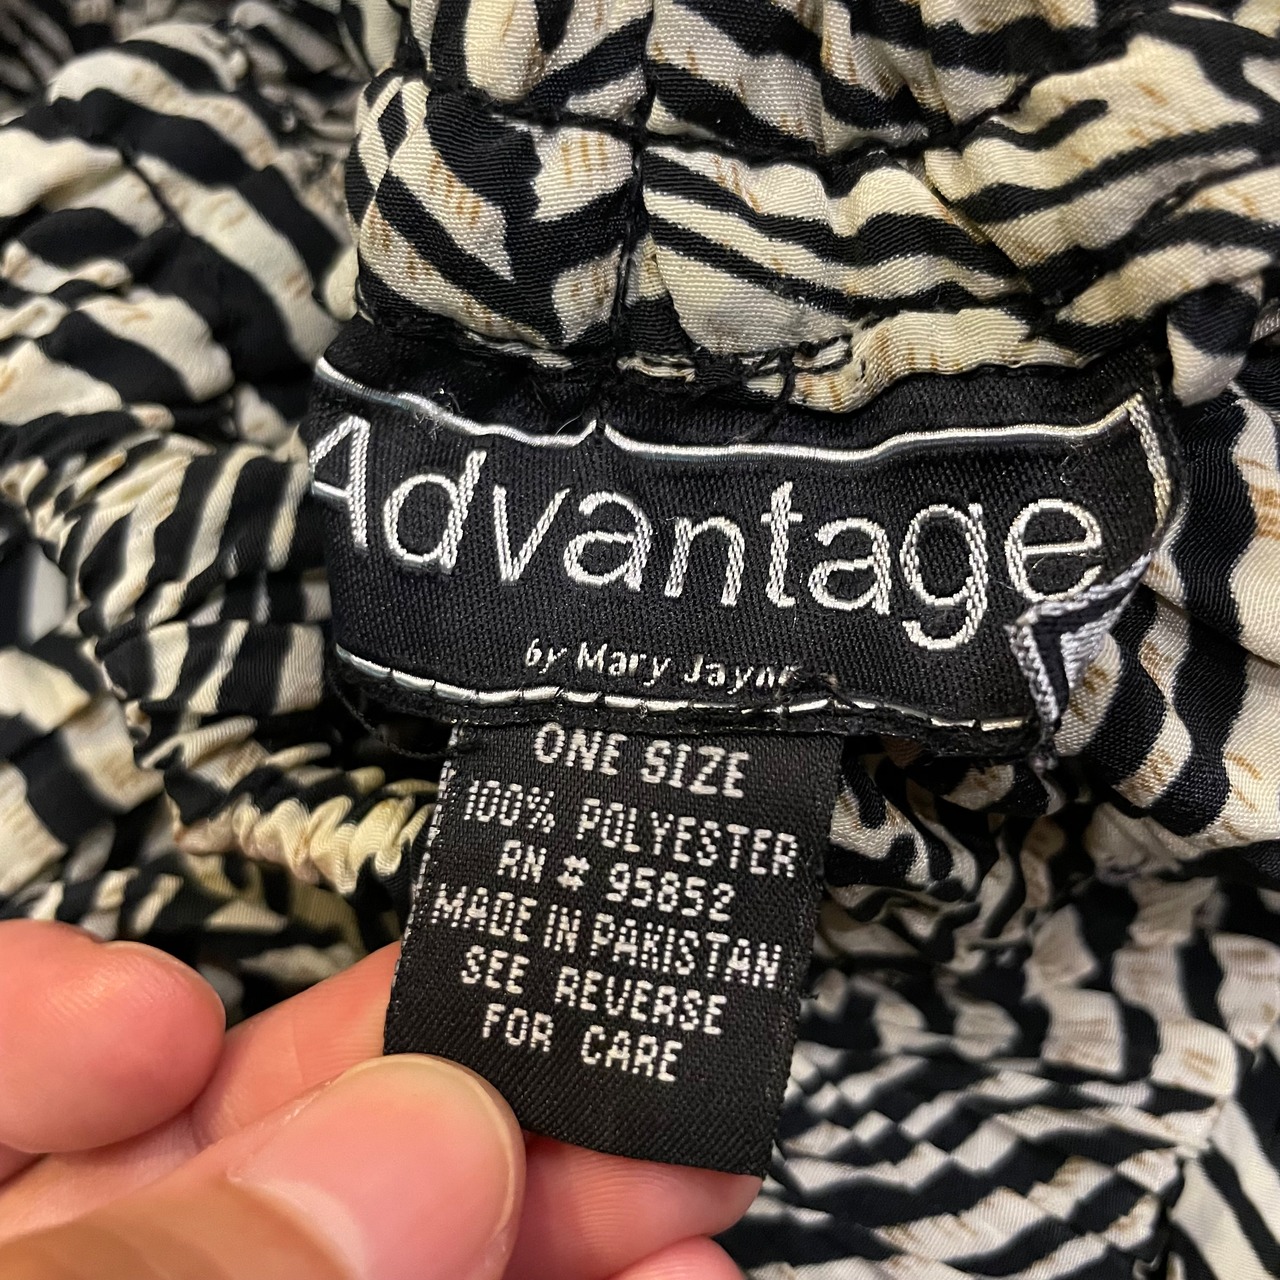 Advantage
by Mary Jayne
ONE SIZE
100% POLYESTER
RN # 95852
MADE IN PAKISTAN
SEE REVERSE
FOR CARE